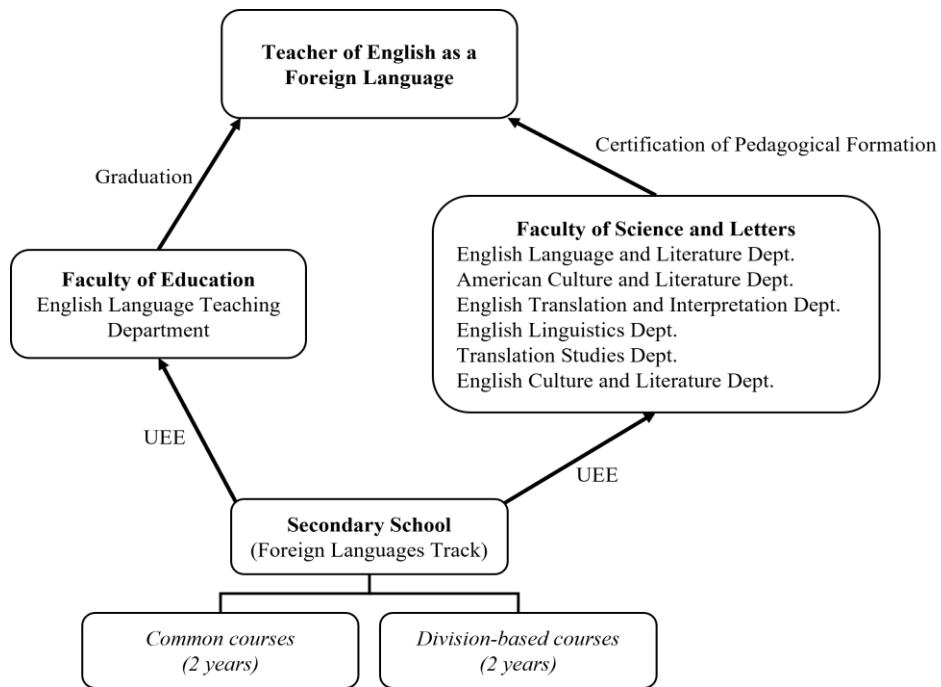 Teacher of English as a
Foreign Language
Certification of Pedagogical Formation
Graduation
Faculty of Science and Letters
English Language and Literature Dept.
American Culture and Literature Dept.
English Translation and Interpretation Dept.
English Linguistics Dept.
Translation Studies Dept.
English Culture and Literature Dept.
Faculty of Education
English Language Teaching
Department
UEE
UEE
Secondary School
(Foreign Languages Track)
Common courses
(2 years)
Division-based courses
(2 years)